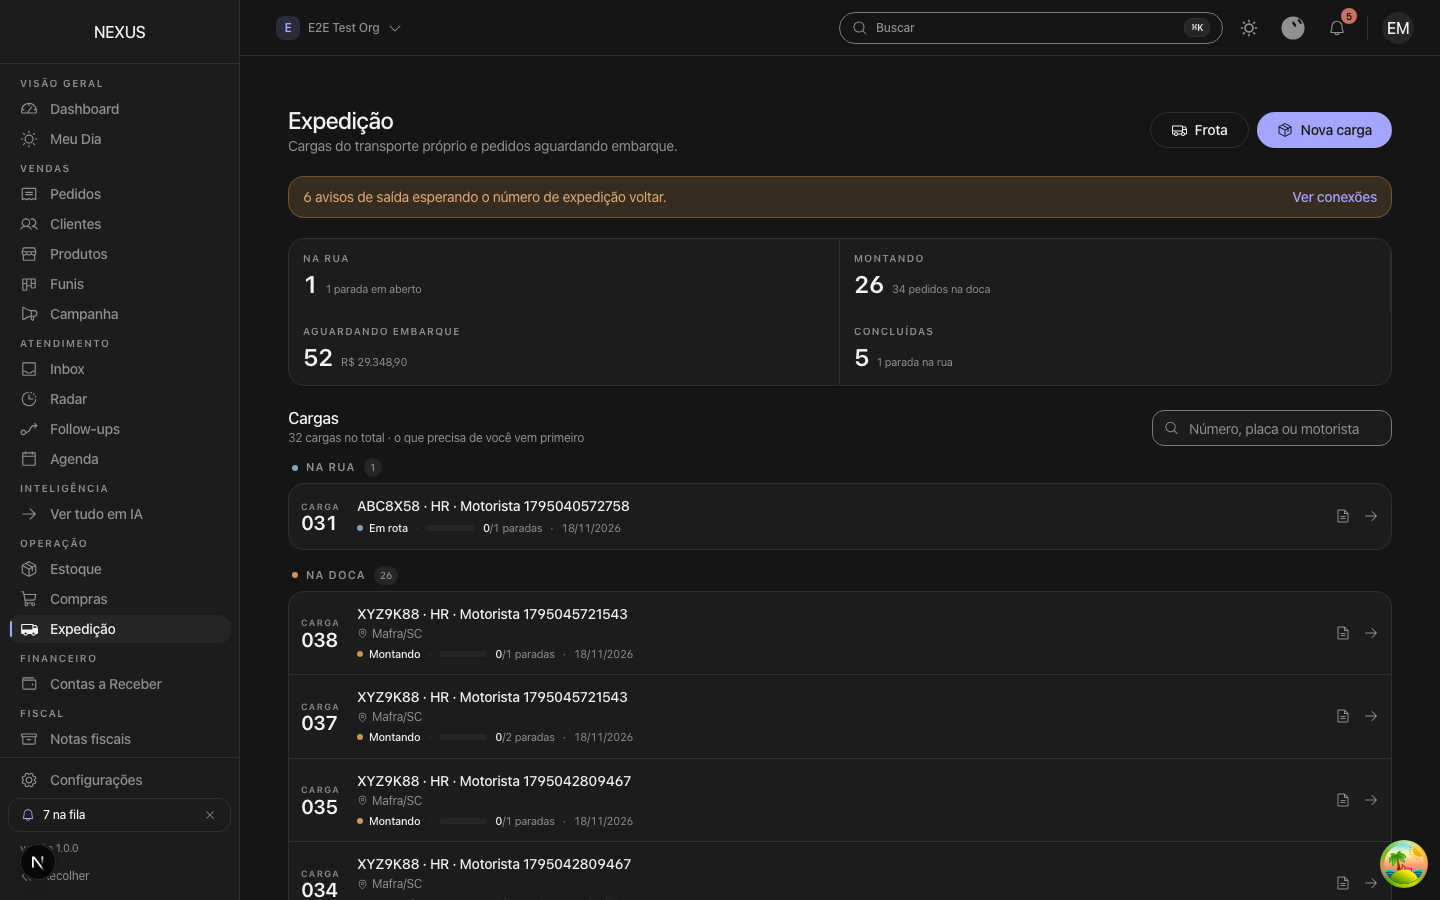 NEXUS
E
E2E Test Org
Buscar
⌘K
5
EM
VISÃO GERAL
Dashboard
Meu Dia
VENDAS
Pedidos
Clientes
Produtos
Funis
Campanha
ATENDIMENTO
Inbox
Radar
Follow-ups
Agenda
INTELIGÊNCIA
Ver tudo em IA
OPERAÇÃO
Estoque
Compras
Expedição
FINANCEIRO
Contas a Receber
FISCAL
Notas fiscais
Configurações
7 na fila
1.0.0
N
Expedição
Cargas do transporte próprio e pedidos aguardando embarque.
Frota
Nova carga
6 avisos de saída esperando o número de expedição voltar.
Ver conexões
NA RUA
1 1 parada em aberto
MONTANDO
26 34 pedidos na doca
AGUARDANDO EMBARQUE
52 R$ 29.348,90
CONCLUÍDAS
5 1 parada na rua
Cargas
32 cargas no total · o que precisa de você vem primeiro
Número, placa ou motorista
NA RUA 1
CARGA
031
ABC8X58 · HR · Motorista 1795040572758
Em rota · 0/1 paradas · 18/11/2026
NA DOCA 26
CARGA
038
XYZ9K88 · HR · Motorista 1795045721543
Mafra/SC
Montando · 0/1 paradas · 18/11/2026
CARGA
037
XYZ9K88 · HR · Motorista 1795045721543
Mafra/SC
Montando · 0/2 paradas · 18/11/2026
CARGA
035
XYZ9K88 · HR · Motorista 1795042809467
Mafra/SC
Montando · 0/1 paradas · 18/11/2026
CARGA
034
XYZ9K88 · HR · Motorista 1795042809467
Mafra/SC